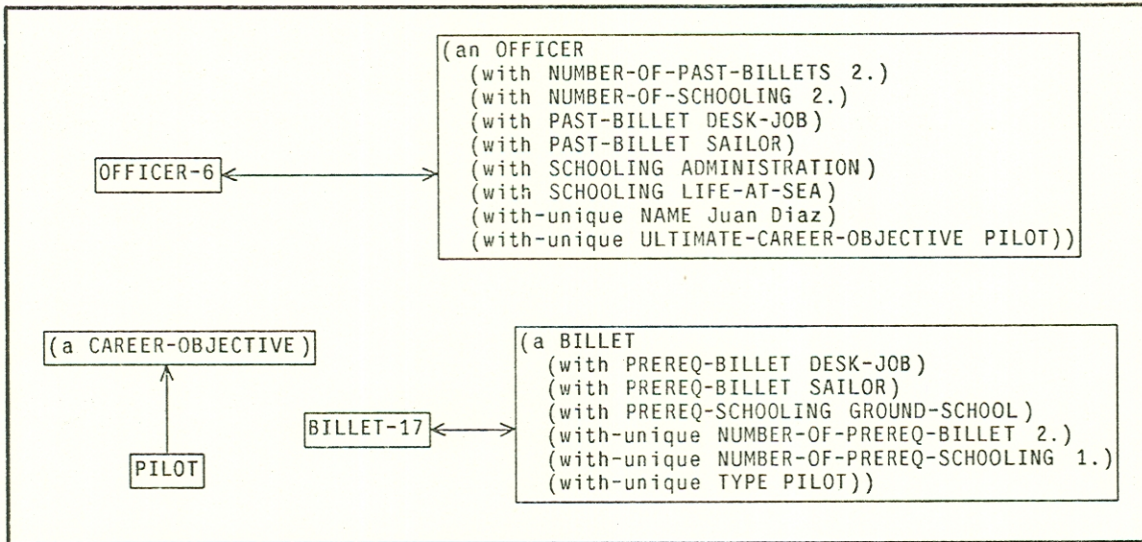 (an OFFICER
(with NUMBER-OF-PAST-BILLETS 2.)
(with NUMBER-OF-SCHOOLING 2.)
(with PAST-BILLET DESK-JOB)
(with PAST-BILLET SAILOR)
(with SCHOOLING ADMINISTRATION)
(with SCHOOLING LIFE-AT-SEA)
(with-unique NAME Juan Diaz)
(with-unique ULTIMATE-CAREER-OBJECTIVE PILOT))
OFFICER-6
(a CAREER-OBJECTIVE)
PILOT
BILLET-17
(a BILLET
(with PREREQ-BILLET DESK-JOB)
(with PREREQ-BILLET SAILOR)
(with PREREQ-SCHOOLING GROUND-SCHOOL)
(with-unique NUMBER-OF-PREREQ-BILLET 2.)
(with-unique NUMBER-OF-PREREQ-SCHOOLING 1.)
(with-unique TYPE PILOT))